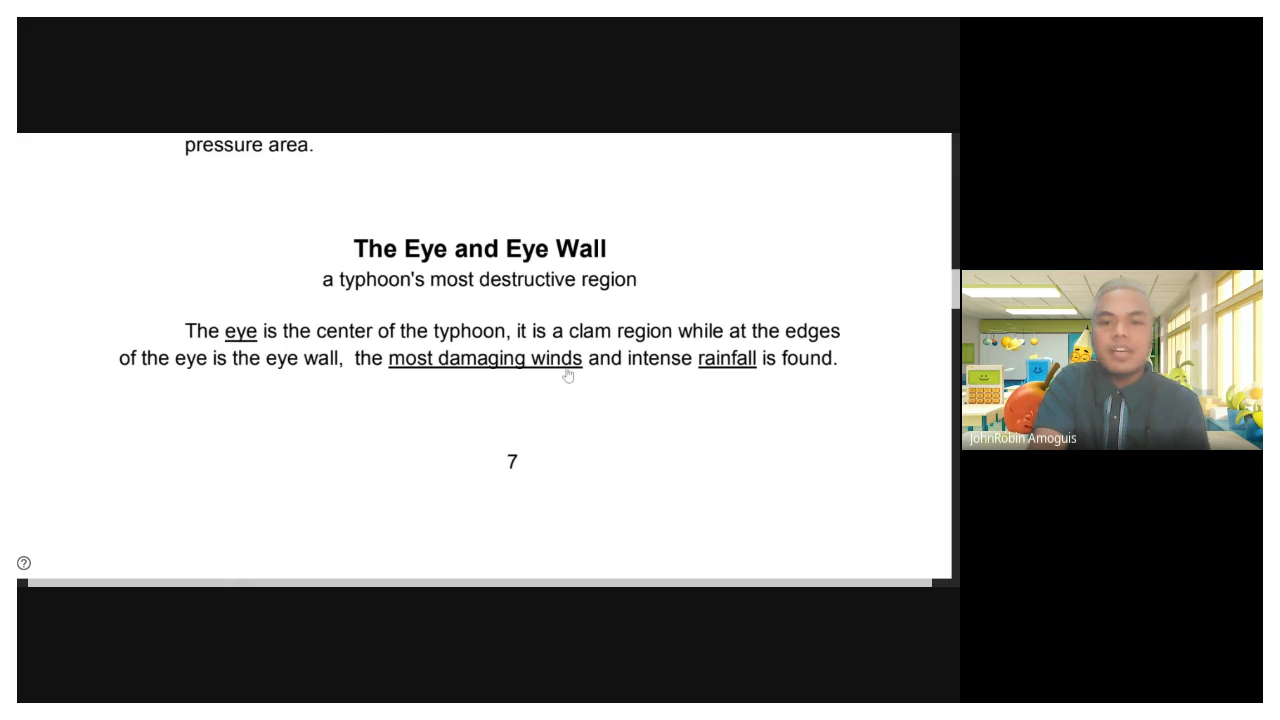 pressure area.
The Eye and Eye Wall
a typhoon's most destructive region
The eye is the center of the typhoon, it is a clam region while at the edges
of the eye is the eye wall, the most damaging winds and intense rainfall is found.
7
JohnRobin Amoguis